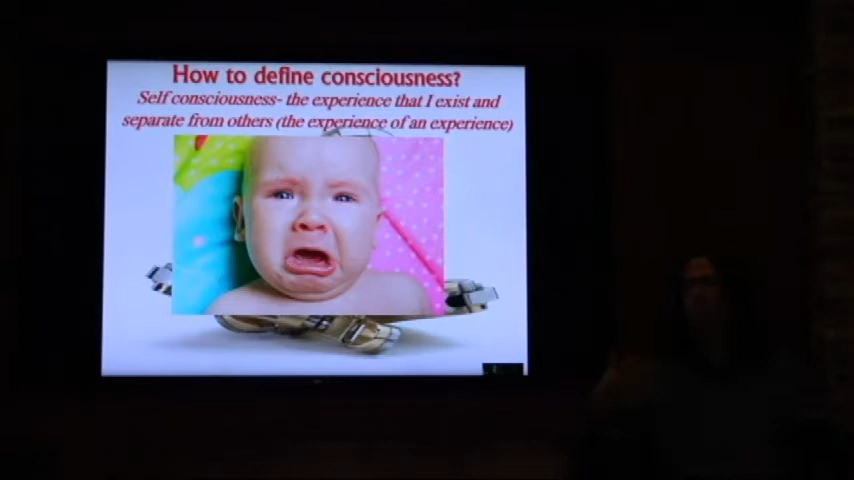 How to define consciousness?
Self consciousness- the experience that I exist and
separate from others (the experience of an experience)